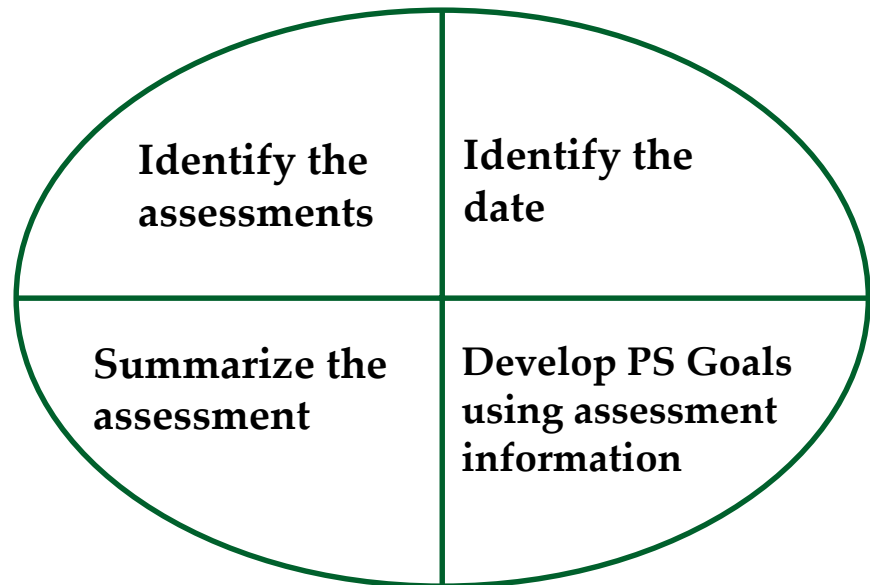 Identify the
assessments
Identify the
date
Summarize the
assessment
Develop PS Goals
using assessment
information